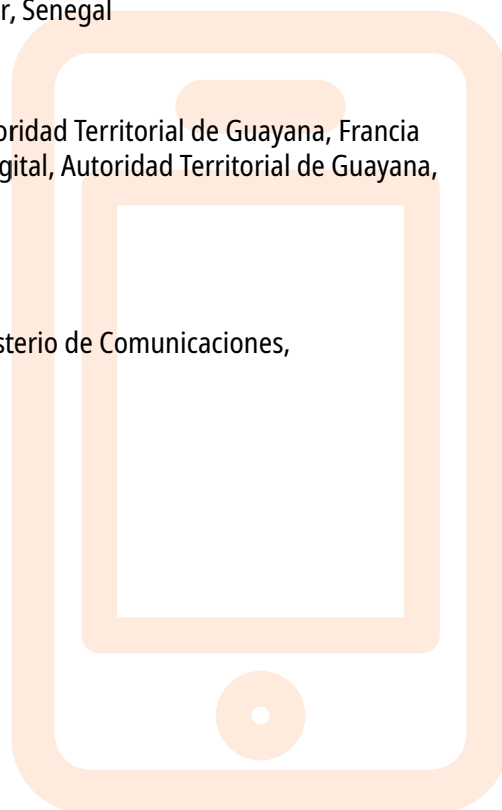 r, Senegal
oridad Territorial de Guayana, Francia
gital, Autoridad Territorial de Guayana,
sterio de Comunicaciones,